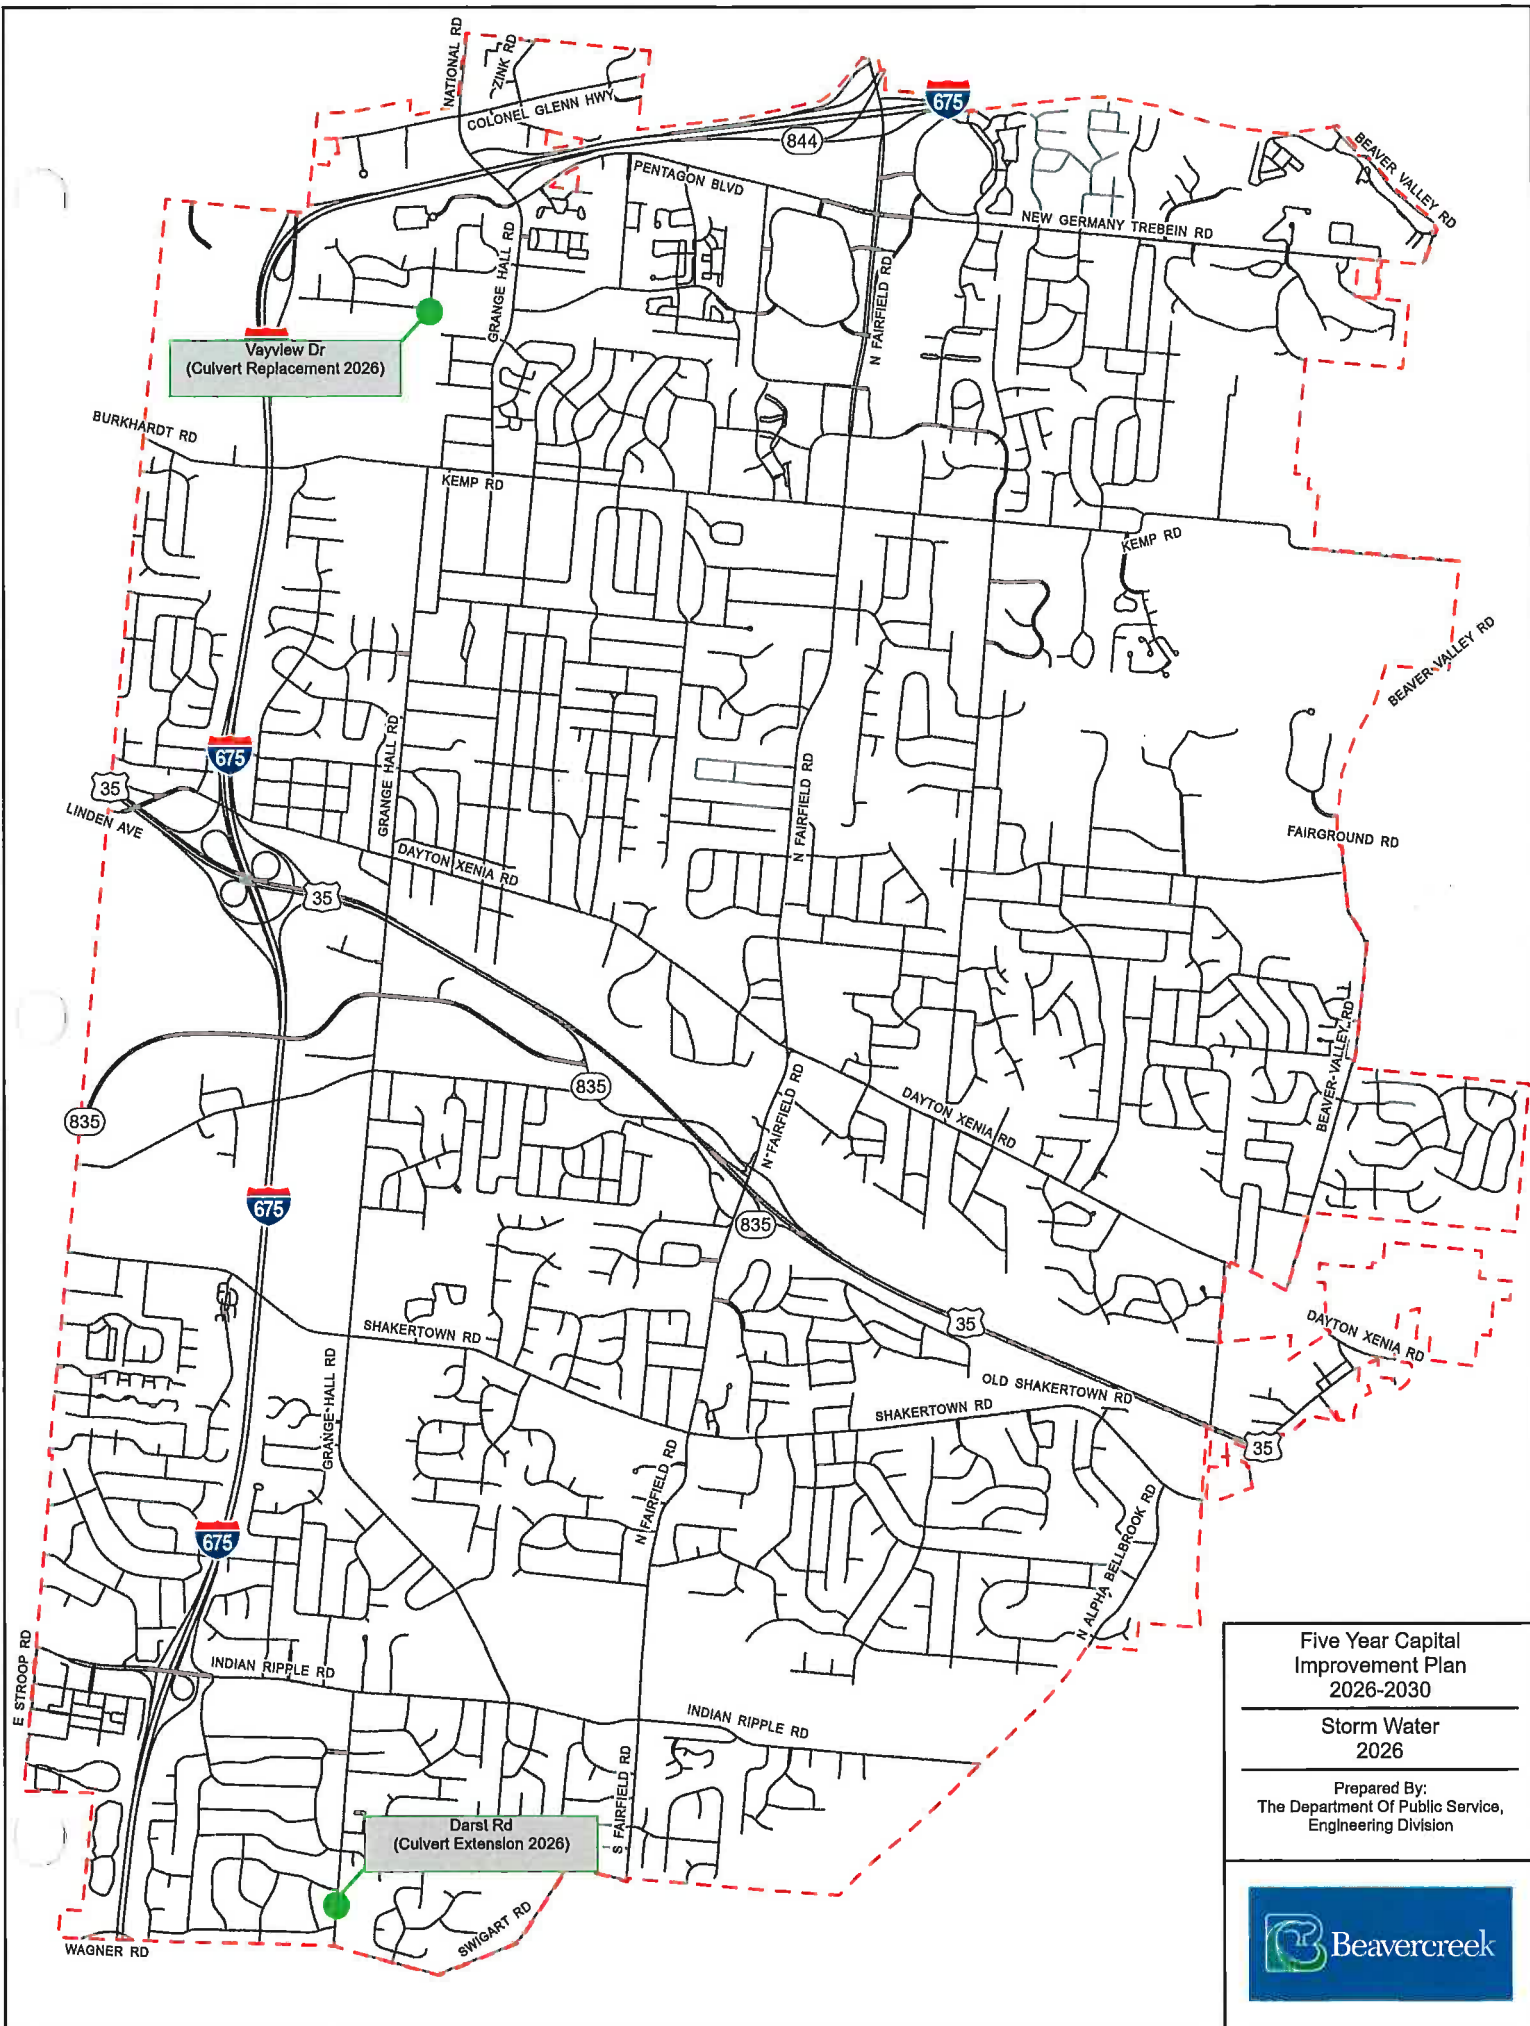 NATIONAL RD
ZINK RD
COLONEL GLENN HWY
675
844
BEAVER VALLEY RD
PENTAGON BLVD
NEW GERMANY TREBEIN RD
GRANGE HALL RD
N FAIRFIELD RD
Vayview Dr
(Culvert Replacement 2026)
BURKHARDT RD
KEMP RD
KEMP RD
BEAVER-VALLEY RD
675
GRANGE HALL RD
N FAIRFIELD RD
35
LINDEN AVE
FAIRGROUND RD
DAYTON XENIA RD
35
BEAVER-VALLEY RD
835
835
N-FAIRFIELD RD
DAYTON XENIA RD
675
835
35
SHAKERTOWN RD
DAYTON XENIA RD
GRANGE-HALL RD
OLD SHAKERTOWN RD
SHAKERTOWN RD
35
N FAIRFIELD RD
N ALPHA BELLBROOK RD
675
E STROOP RD
INDIAN RIPPLE RD
INDIAN RIPPLE RD
S FAIRFIELD RD
Darst Rd
(Culvert Extension 2026)
WAGNER RD
SWIGART RD
Five Year Capital
Improvement Plan
2026-2030
Storm Water
2026
Prepared By:
The Department Of Public Service,
Engineering Division
Beavercreek